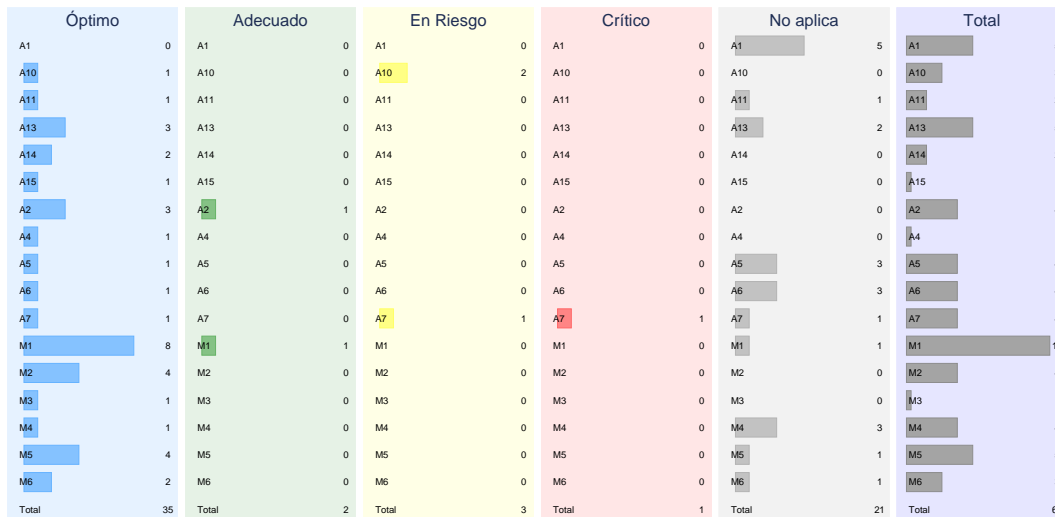 Óptimo Adecuado En Riesgo Crítico No aplica Total
A1 0 A1 0 A1 0 A1 0 A1 5 A1
A10 1 A10 0 A10 2 A10 0 A10 0 A10
A11 1 A11 0 A11 0 A11 0 A11 1 A11
A13 3 A13 0 A13 0 A13 0 A13 2 A13
A14 2 A14 0 A14 0 A14 0 A14 0 A14
A15 1 A15 0 A15 0 A15 0 A15 0 A15
A2 3 A2 1 A2 0 A2 0 A2 0 A2
A4 1 A4 0 A4 0 A4 0 A4 0 A4
A5 1 A5 0 A5 0 A5 0 A5 3 A5
A6 1 A6 0 A6 0 A6 0 A6 3 A6
A7 1 A7 0 A7 1 A7 1 A7 1 A7
M1 8 M1 1 M1 0 M1 0 M1 1 M1
M2 4 M2 0 M2 0 M2 0 M2 0 M2
M3 1 M3 0 M3 0 M3 0 M3 0 M3
M4 1 M4 0 M4 0 M4 0 M4 3 M4
M5 4 M5 0 M5 0 M5 0 M5 1 M5
M6 2 M6 0 M6 0 M6 0 M6 1 M6
Total 35 Total 2 Total 3 Total 1 Total 21 Total